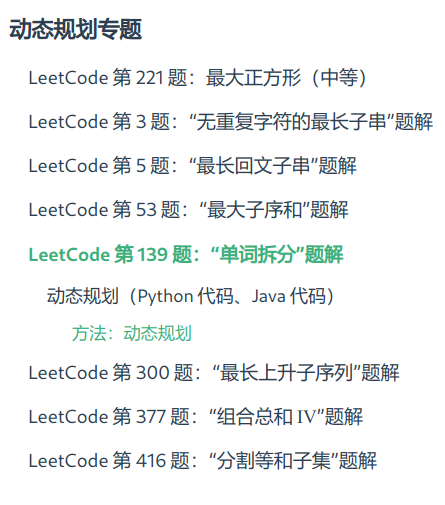 动态规划专题
LeetCode 第 221 题：最大正方形（中等）
LeetCode 第 3 题：“无重复字符的最长子串”题解
LeetCode 第 5 题：“最长回文子串”题解
LeetCode 第 53 题：“最大子序和”题解
LeetCode 第 139 题：“单词拆分”题解
动态规划（Python 代码、Java 代码）
方法：动态规划
LeetCode 第 300 题：“最长上升子序列”题解
LeetCode 第 377 题：“组合总和 IV”题解
LeetCode 第 416 题：“分割等和子集”题解